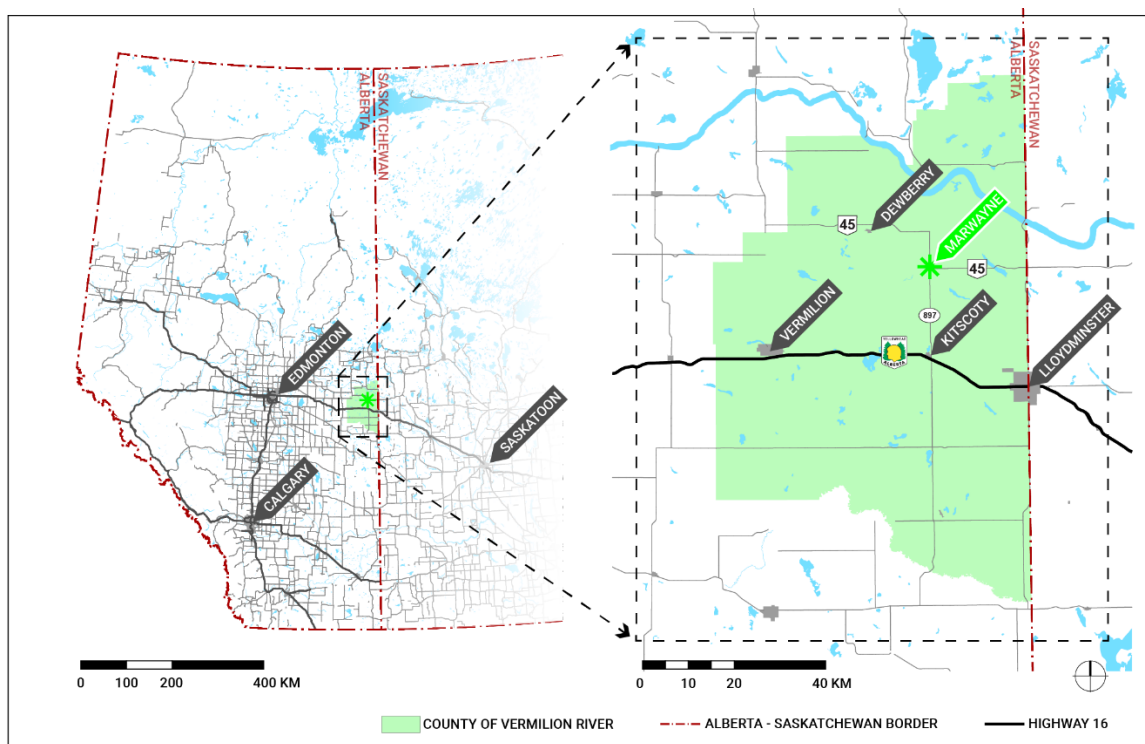 SASKATCHEWAN
ALBERTA
EDMONTON
CALGARY
SASKATOON
0 100 200 400 KM
SASKATCHEWAN
ALBERTA
DEWBERRY
45
MARWAYNE
45
897
VERMILION
KITSCOTY
ALBERTA
LLOYDMINSTER
0 10 20 40 KM
COUNTY OF VERMILION RIVER
ALBERTA - SASKATCHEWAN BORDER
HIGHWAY 16